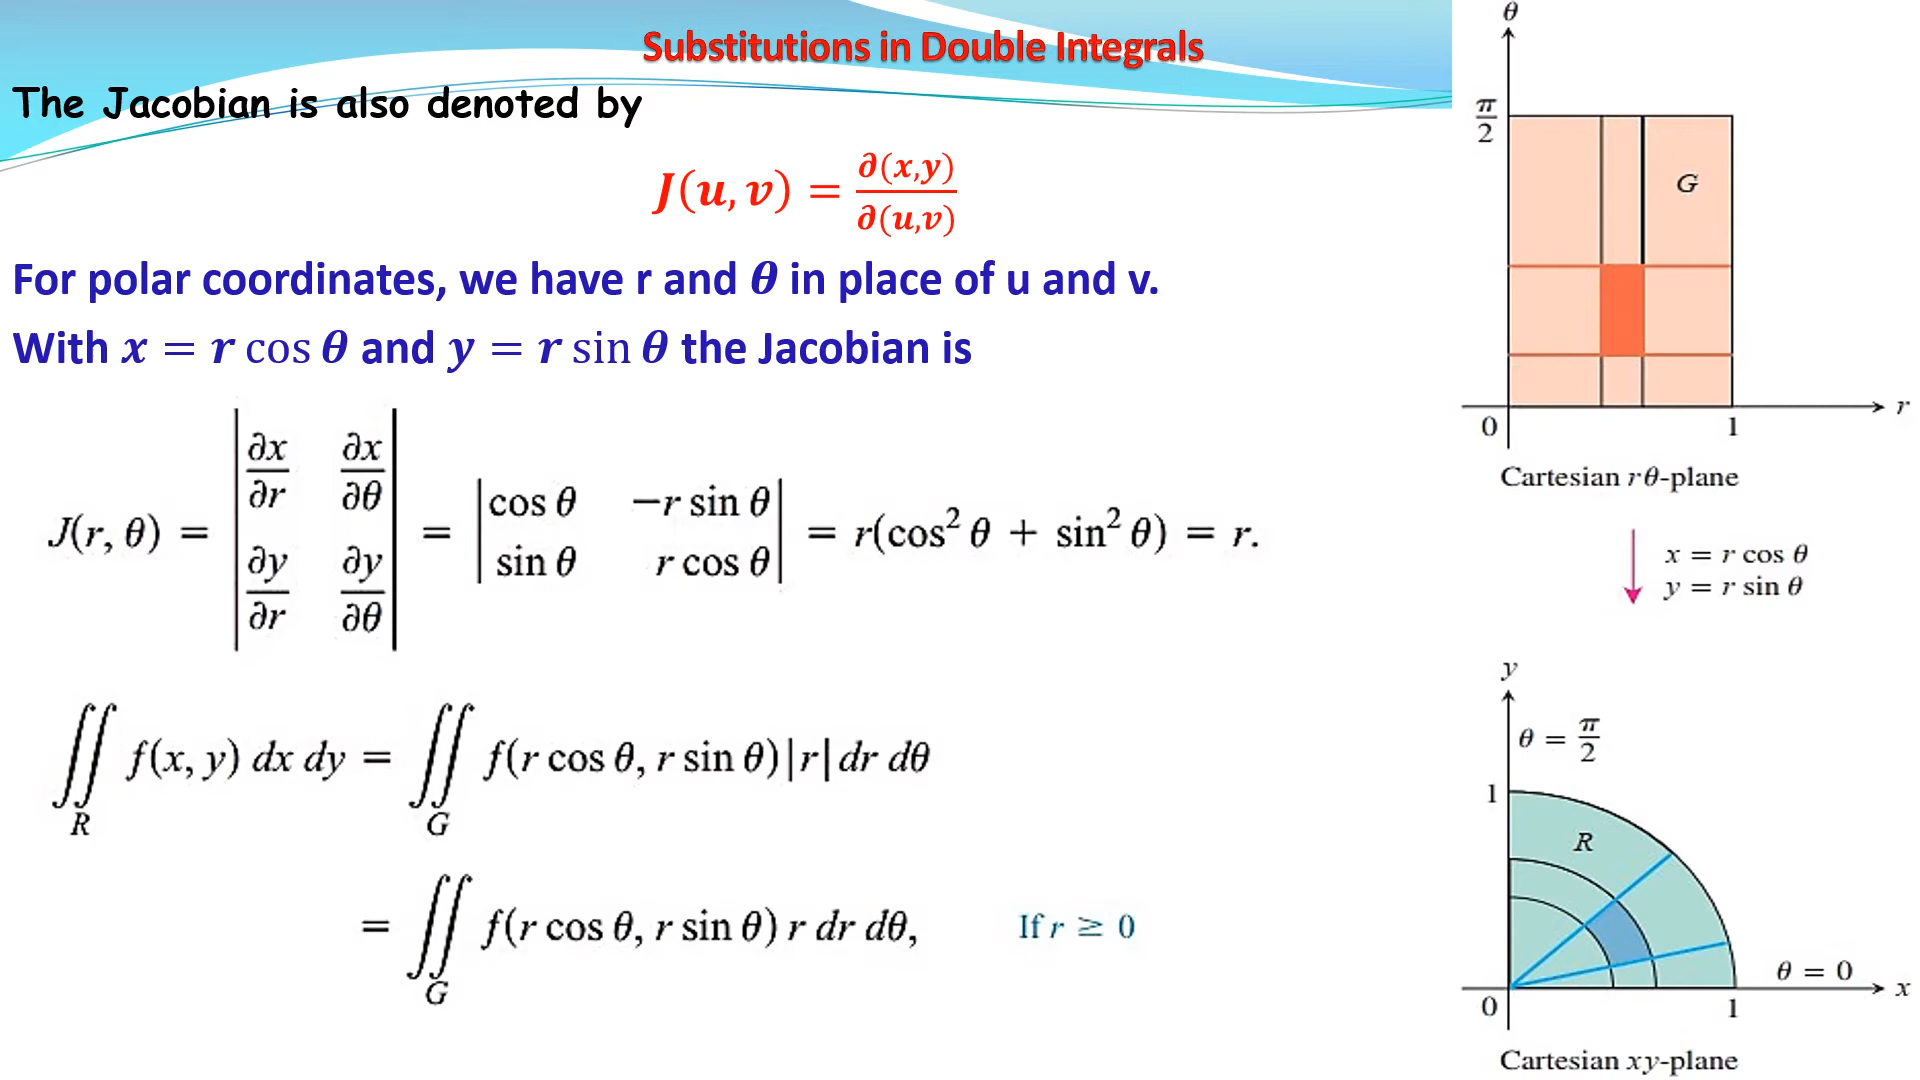 Substitutions in Double Integrals
The Jacobian is also denoted by
J(u, v) = ∂(x,y)/∂(u,v)
For polar coordinates, we have r and θ in place of u and v.
With x = r cos θ and y = r sin θ the Jacobian is
J(r, θ) = | ∂x/∂r ∂x/∂θ ; ∂y/∂r ∂y/∂θ | = | cos θ −r sin θ ; sin θ r cos θ | = r(cos² θ + sin² θ) = r.
∬_R f(x, y) dx dy = ∬_G f(r cos θ, r sin θ)|r| dr dθ
= ∬_G f(r cos θ, r sin θ) r dr dθ, If r ≥ 0
θ
π/2
G
0 1 r
Cartesian rθ-plane
x = r cos θ
y = r sin θ
y
θ = π/2
1
R
θ = 0
x
0 1
Cartesian xy-plane